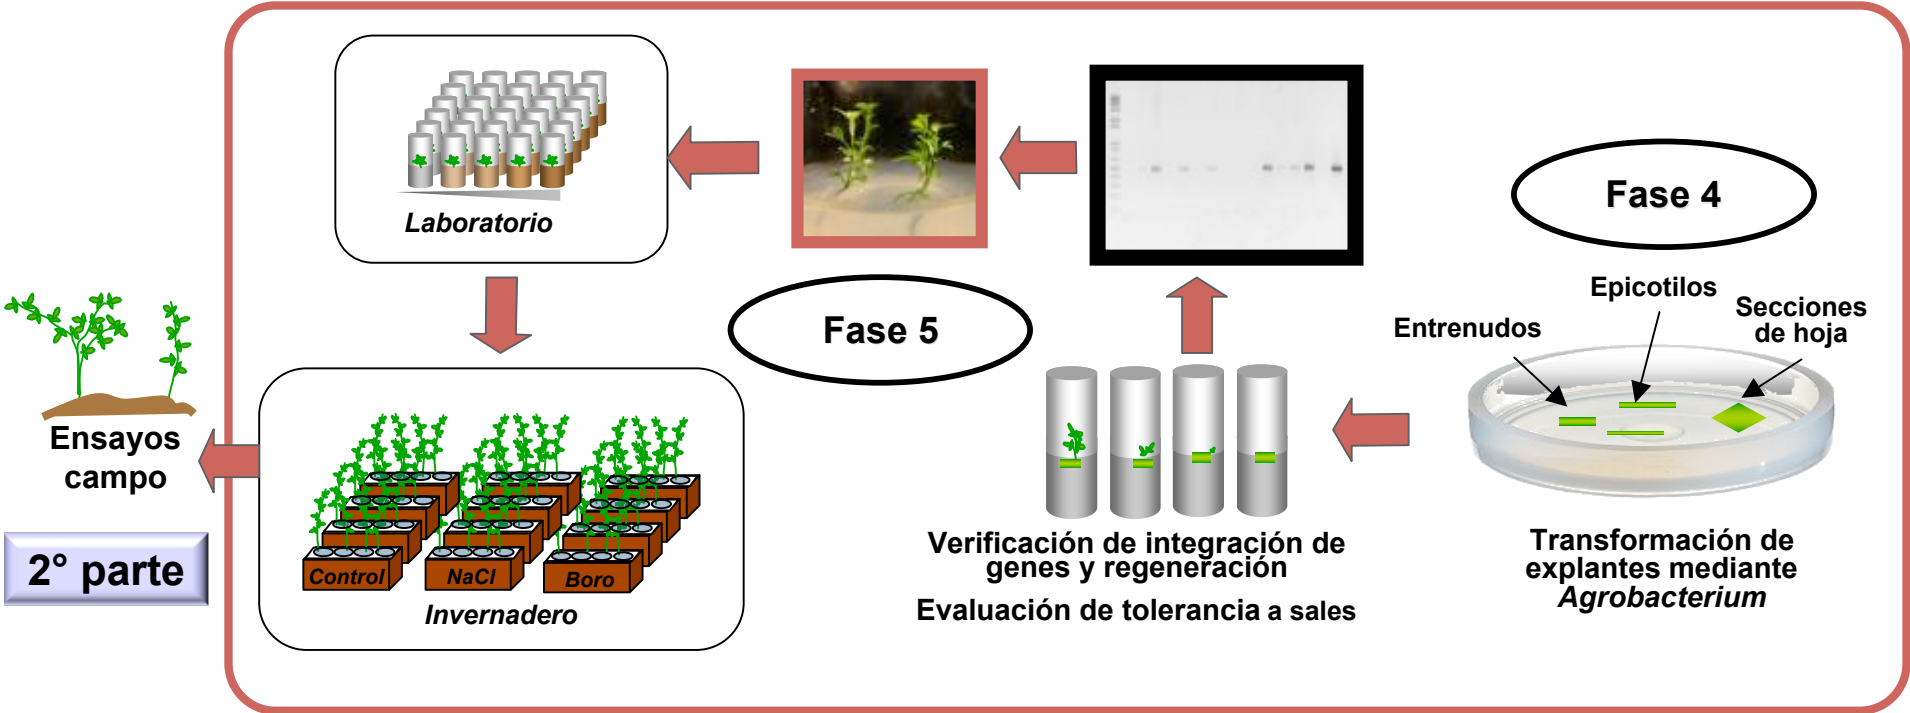 Fase 4
Epicotilos
Entrenudos
Secciones
de hoja
Transformación de
explantes mediante
Agrobacterium
Fase 5
Verificación de integración de
genes y regeneración
Evaluación de tolerancia a sales
Laboratorio
Control
NaCl
Boro
Invernadero
Ensayos
campo
2° parte